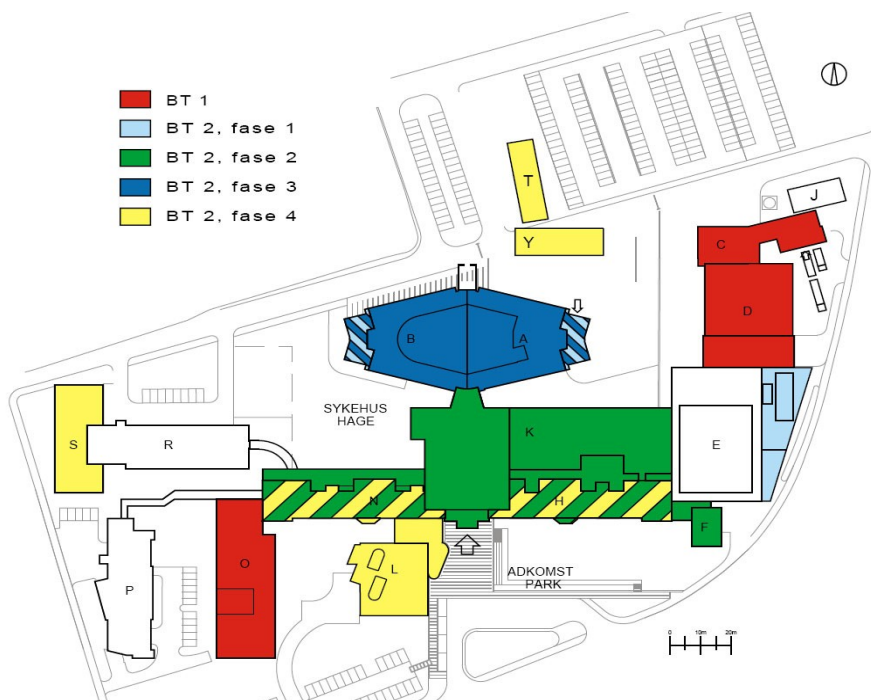 BT 1
BT 2, fase 1
BT 2, fase 2
BT 2, fase 3
BT 2, fase 4
T
J
Y
C
D
B
A
SYKEHUS
HAGE
K
S
R
E
N
H
F
O
L
P
ADKOMST
PARK
0 10m 20m